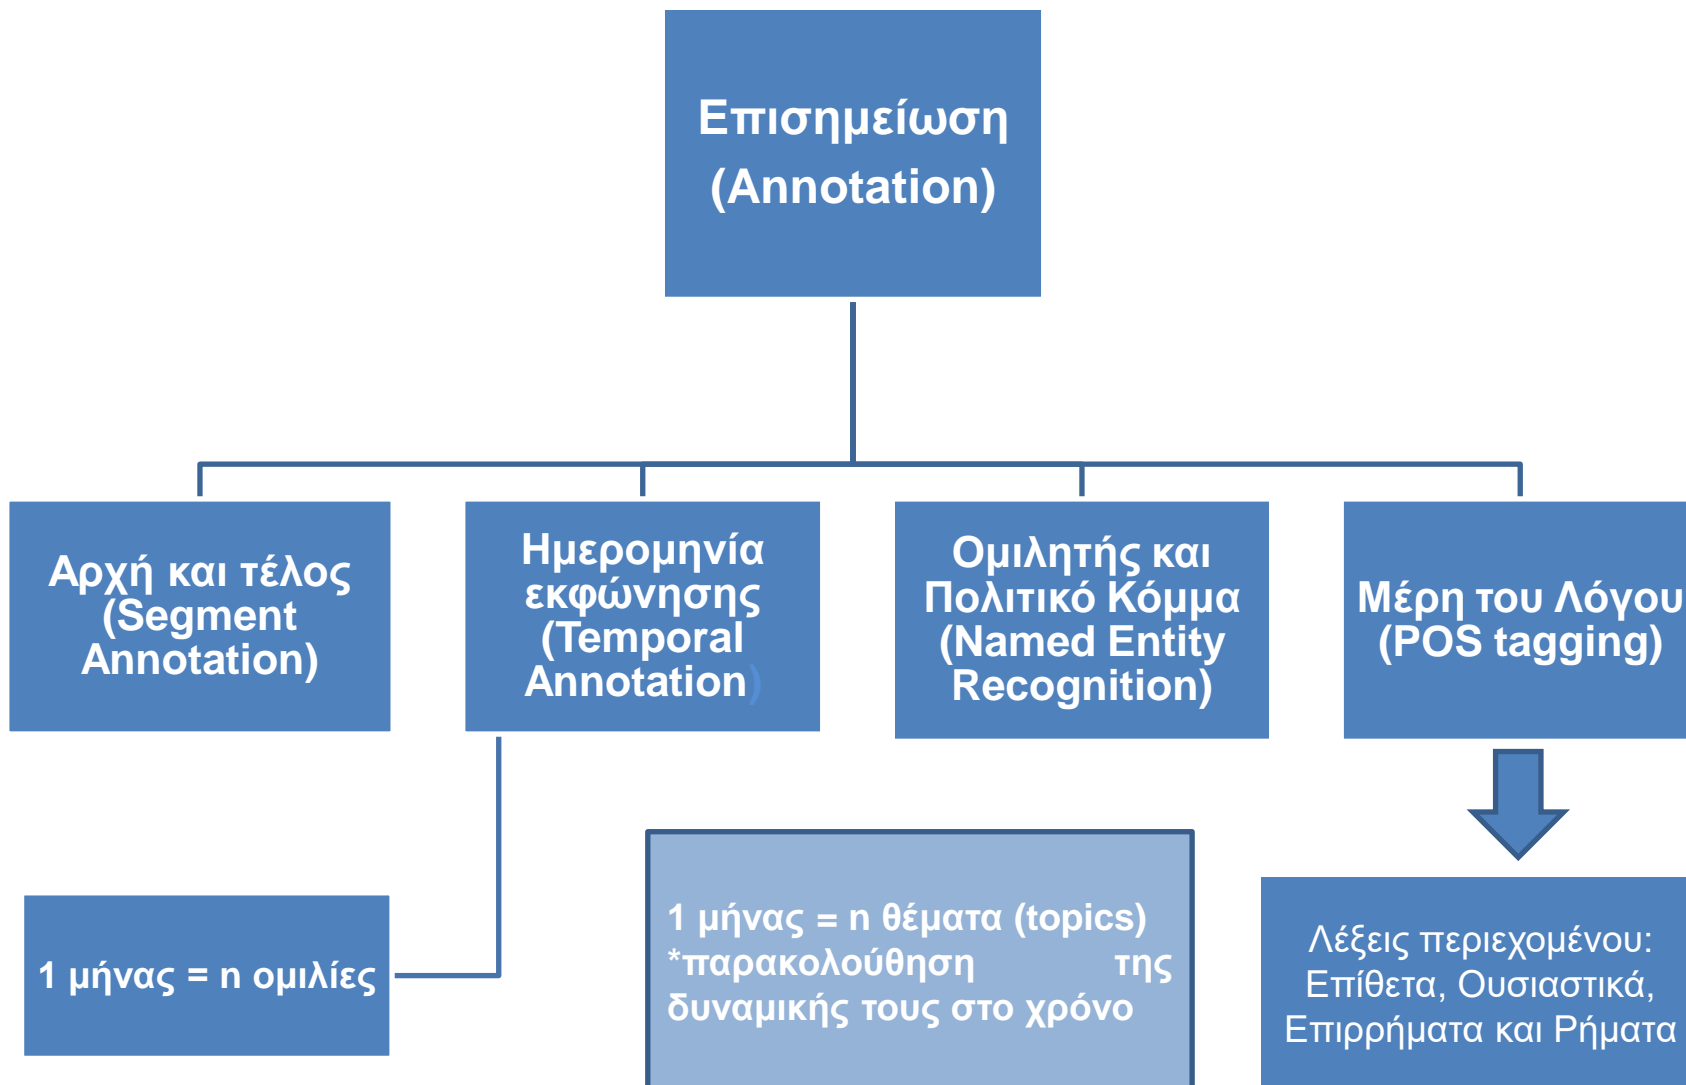 Επισημείωση
(Annotation)
Αρχή και τέλος
(Segment
Annotation)
Ημερομηνία
εκφώνησης
(Temporal
Annotation)
Ομιλητής και
Πολιτικό Κόμμα
(Named Entity
Recognition)
Μέρη του Λόγου
(POS tagging)
1 μήνας = n ομιλίες
1 μήνας = n θέματα (topics)
*παρακολούθηση της
δυναμικής τους στο χρόνο
Λέξεις περιεχομένου:
Επίθετα, Ουσιαστικά,
Επιρρήματα και Ρήματα